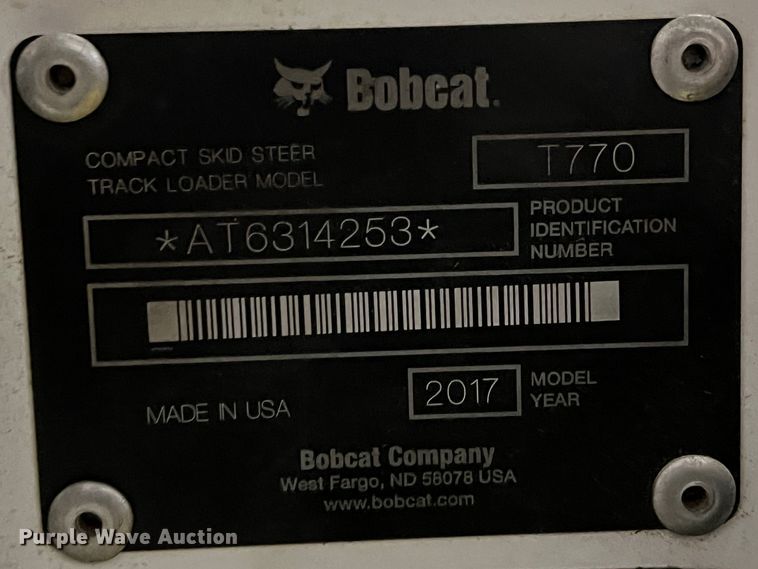 Bobcat.
COMPACT SKID STEER
TRACK LOADER MODEL
T770
*AT6314253*
PRODUCT
IDENTIFICATION
NUMBER
MADE IN USA
2017
MODEL
YEAR
Bobcat Company
West Fargo, ND 58078 USA
www.bobcat.com
Purple Wave Auction